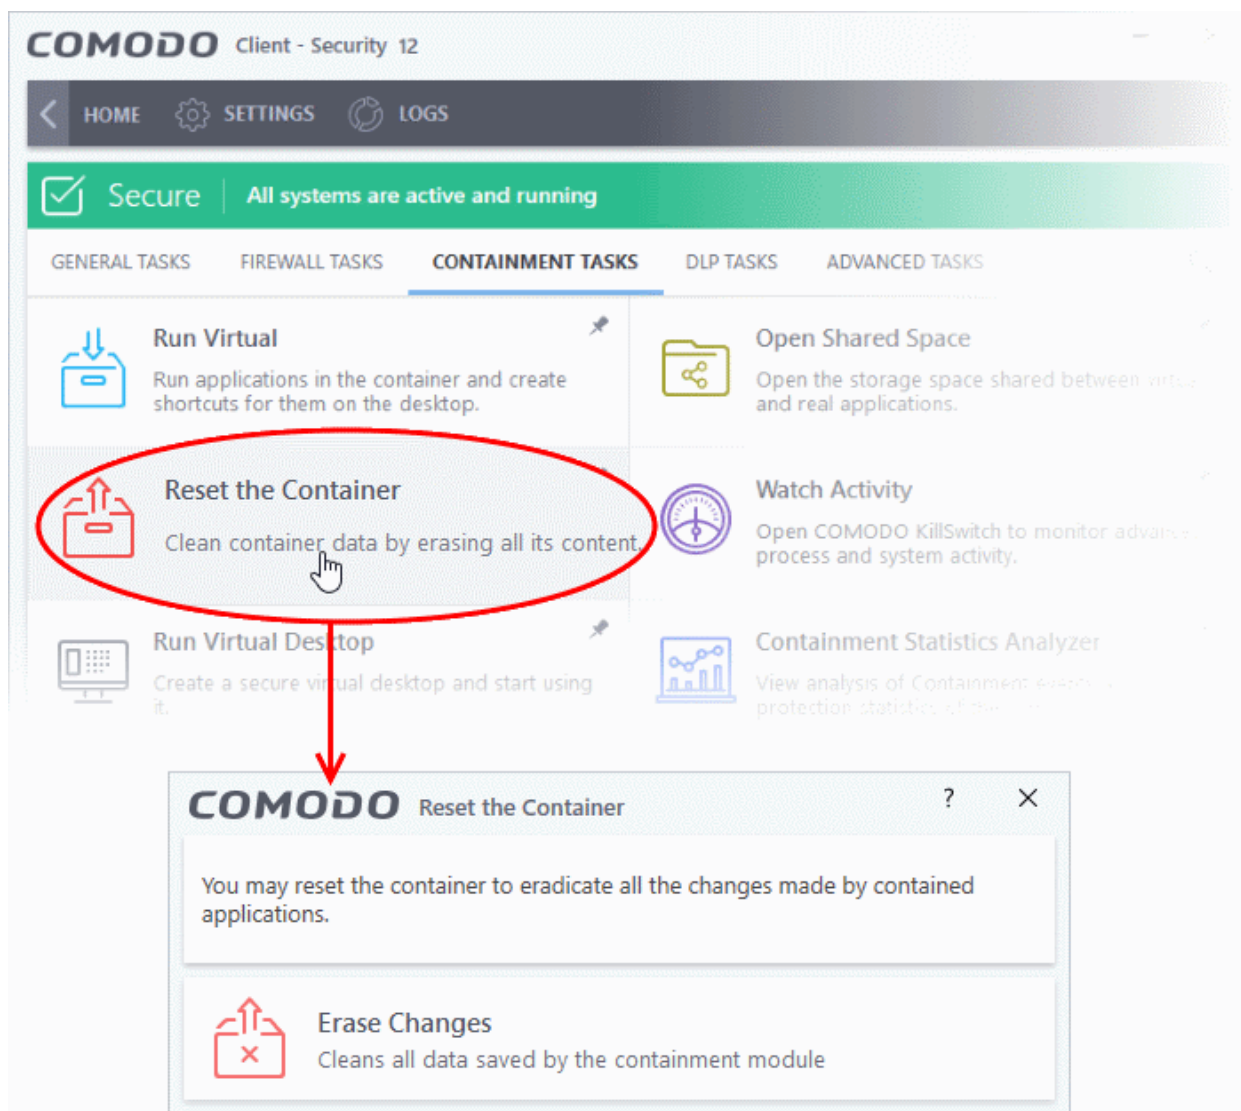 COMODO Client - Security 12
HOME SETTINGS LOGS
Secure All systems are active and running
GENERAL TASKS FIREWALL TASKS CONTAINMENT TASKS DLP TASKS ADVANCED TASKS
Run Virtual
Run applications in the container and create
shortcuts for them on the desktop.
Open Shared Space
Open the storage space shared between
and real applications.
Reset the Container
Clean container data by erasing all its content.
Watch Activity
Open COMODO KillSwitch to monitor
process and system activity.
Run Virtual Desktop
Create a secure virtual desktop and start using
it.
Containment Statistics Analyzer
View analysis of Containment
protection statistics of the
COMODO Reset the Container ?
You may reset the container to eradicate all the changes made by contained
applications.
Erase Changes
Cleans all data saved by the containment module